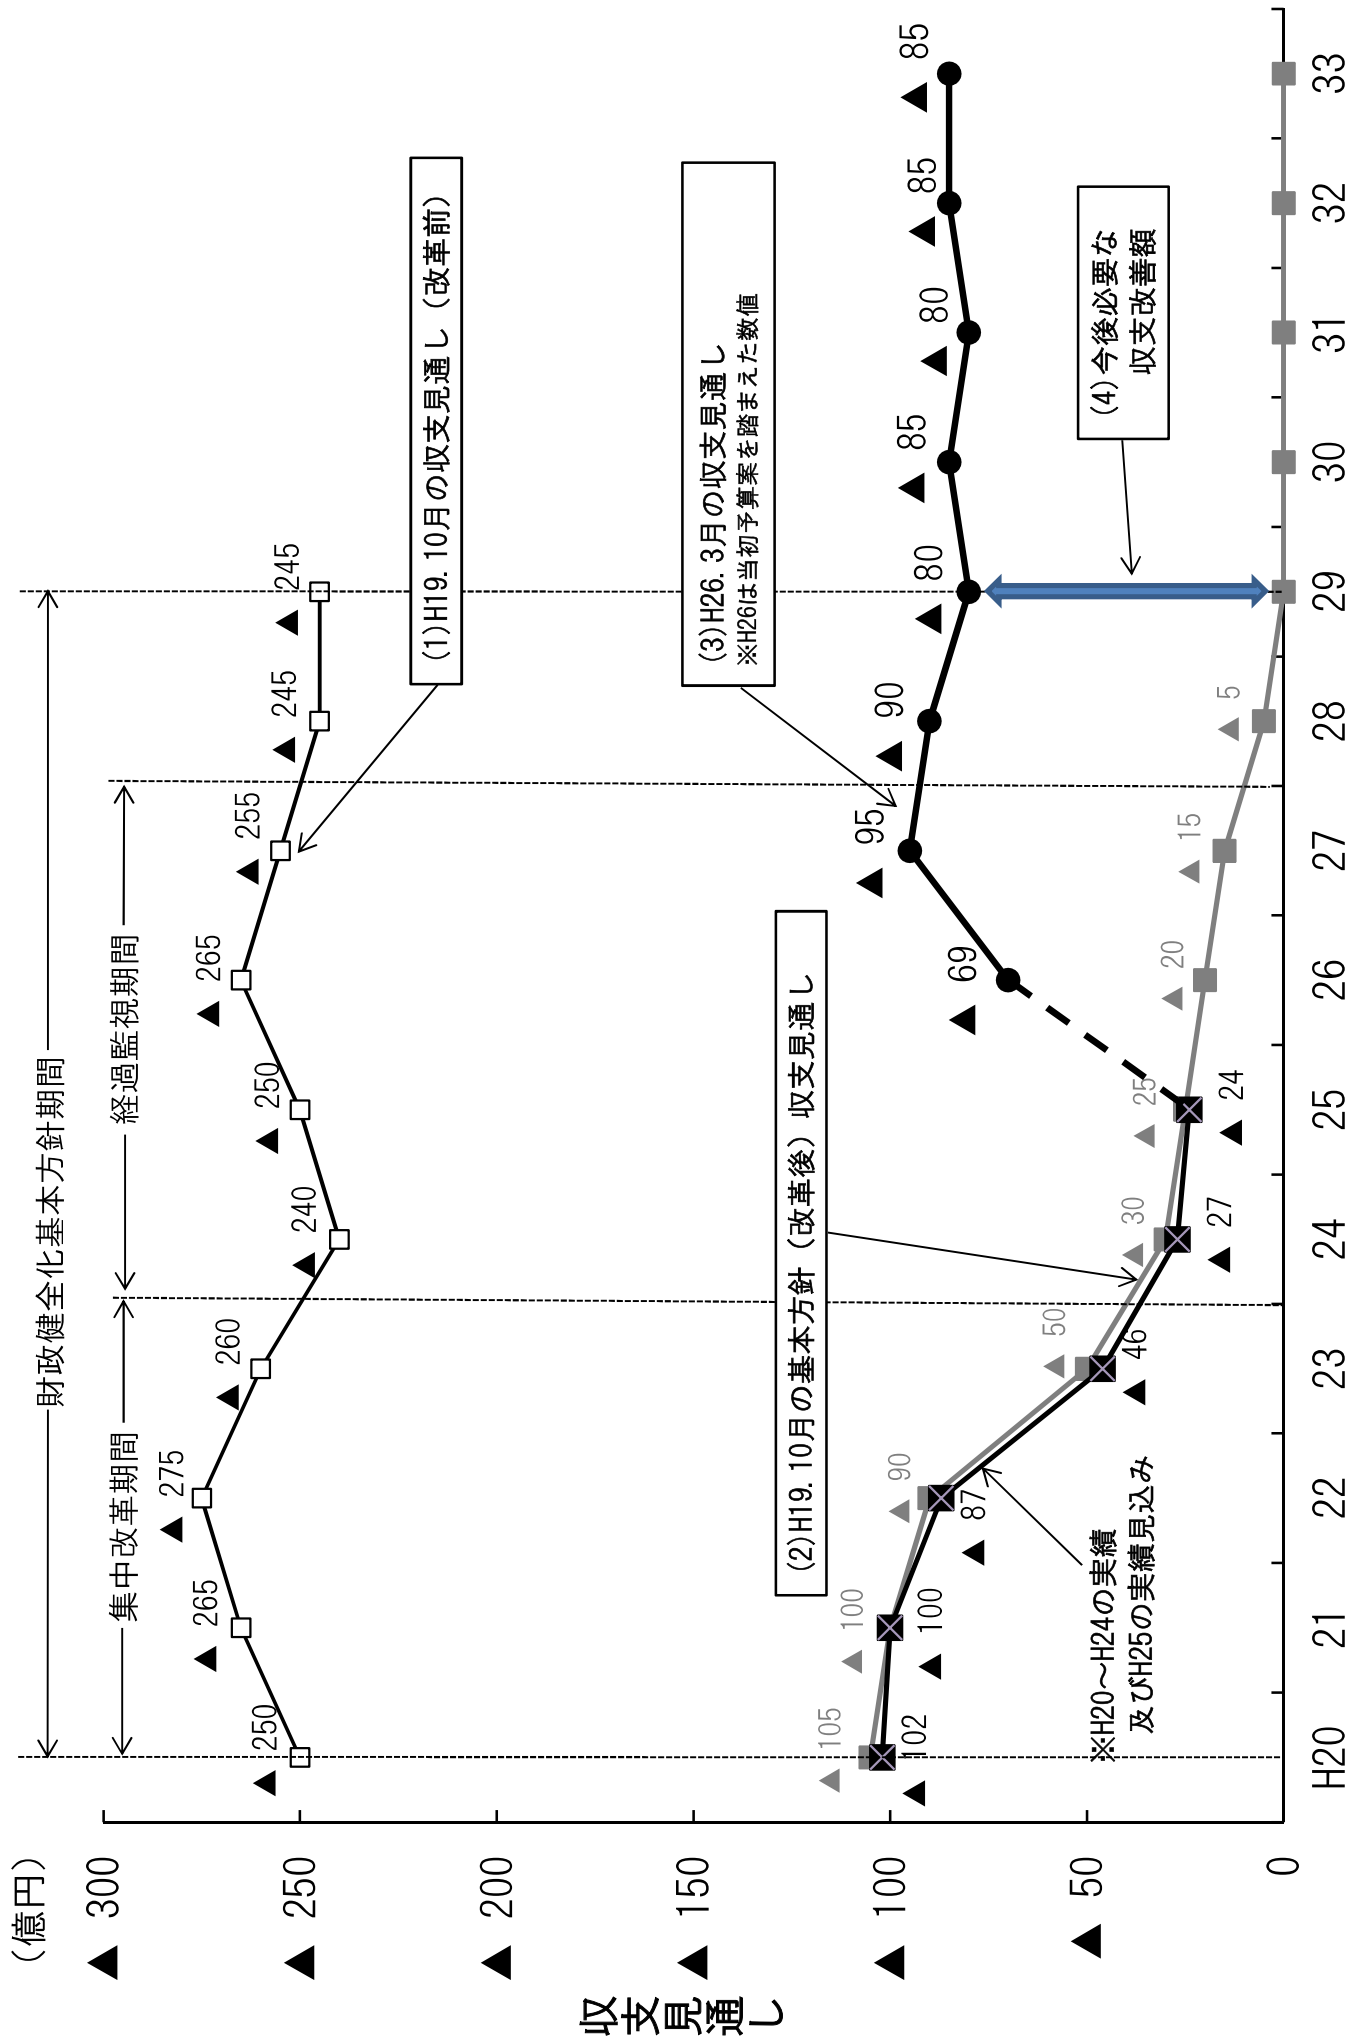 (億円)
収支見通し
▲ 300
▲ 250
▲ 200
▲ 150
▲ 100
▲ 50
0
財政健全化基本方針期間
集中改革期間
経過監視期間
▲ 250
▲ 265
▲ 275
▲ 260
▲ 240
▲ 250
▲ 265
▲ 255
▲ 245
▲ 245
(1)H19.10月の収支見通し(改革前)
(3)H26.3月の収支見通し
※H26は当初予算案を踏まえた数値
▲ 69
▲ 95
▲ 90
▲ 80
▲ 85
▲ 80
▲ 85
▲ 85
(2)H19.10月の基本方針(改革後)収支見通し
▲ 105
▲ 100
▲ 90
▲ 50
▲ 30
▲ 25
▲ 20
▲ 15
▲ 5
▲ 102
▲ 100
▲ 87
▲ 46
▲ 27
▲ 24
※H20～H24の実績
及びH25の実績見込み
(4)今後必要な
収支改善額
H20 21 22 23 24 25 26 27 28 29 30 31 32 33